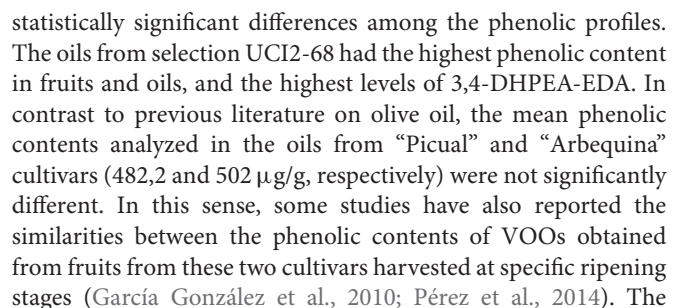 statistically significant differences among the phenolic profiles.
The oils from selection UCI2-68 had the highest phenolic content
in fruits and oils, and the highest levels of 3,4-DHPEA-EDA. In
contrast to previous literature on olive oil, the mean phenolic
contents analyzed in the oils from “Picual” and “Arbequina”
cultivars (482,2 and 502 μg/g, respectively) were not significantly
different. In this sense, some studies have also reported the
similarities between the phenolic contents of VOOs obtained
from fruits from these two cultivars harvested at specific ripening
stages (García González et al., 2010; Pérez et al., 2014). The